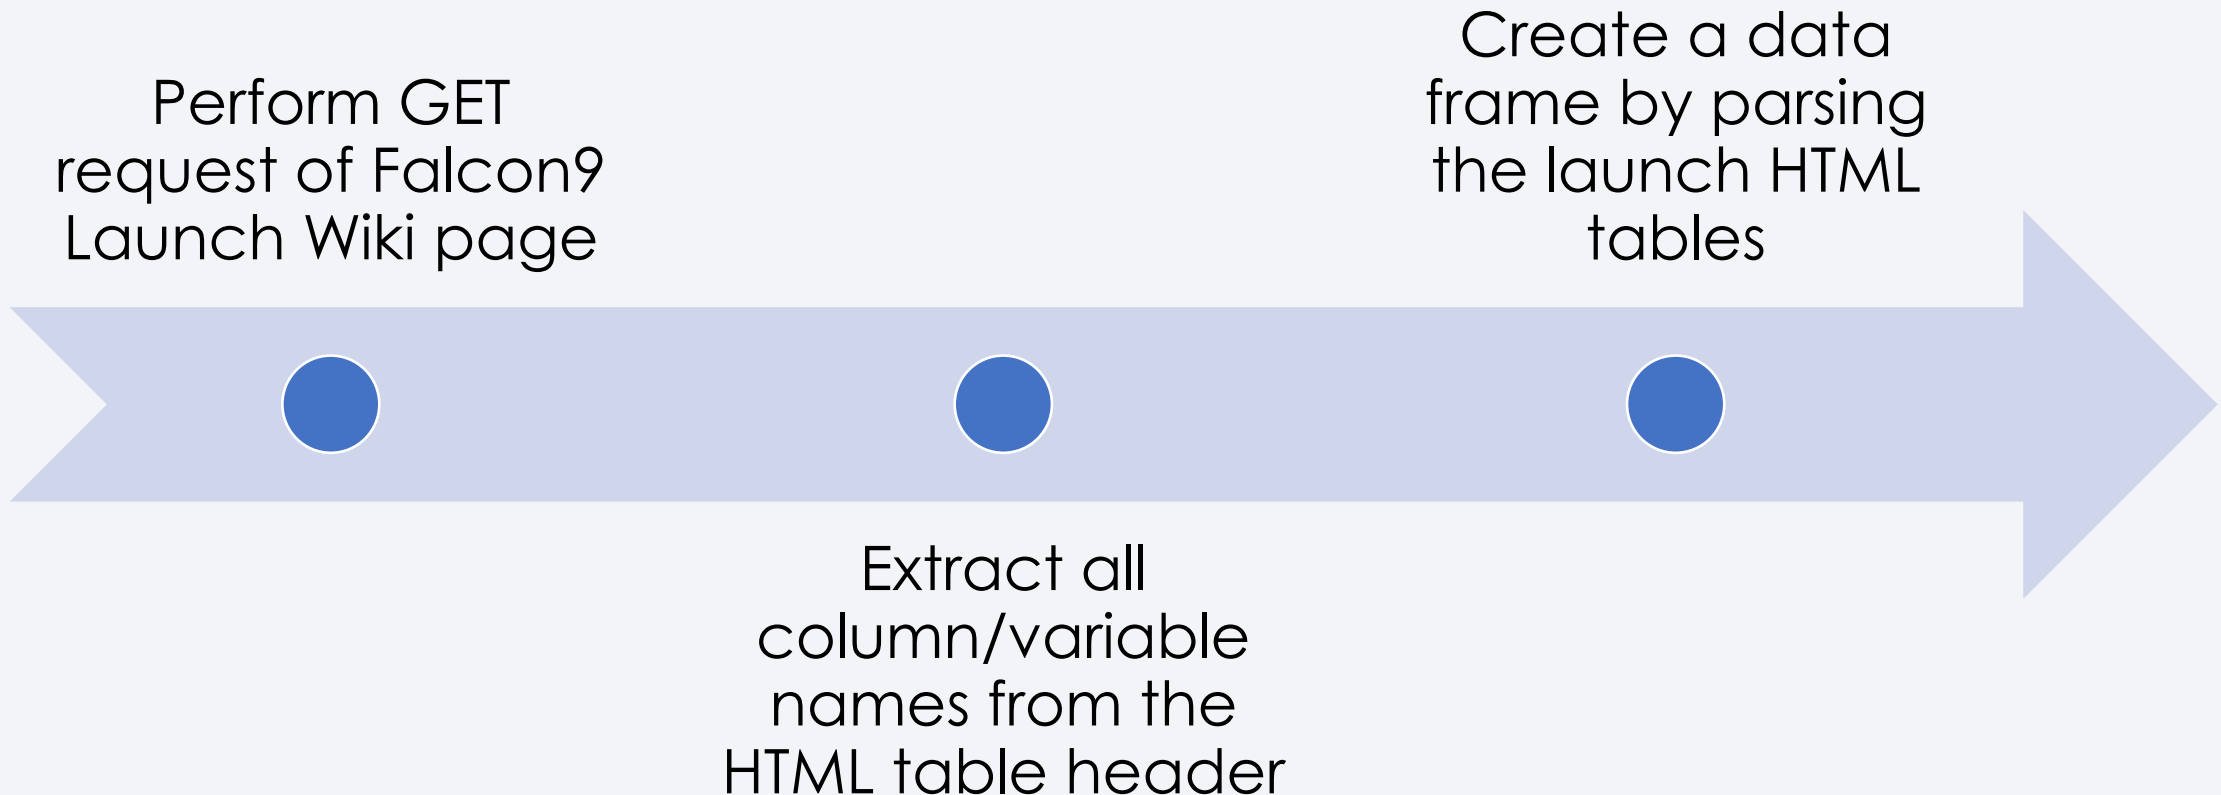 Perform GET
request of Falcon9
Launch Wiki page
Extract all
column/variable
names from the
HTML table header
Create a data
frame by parsing
the launch HTML
tables